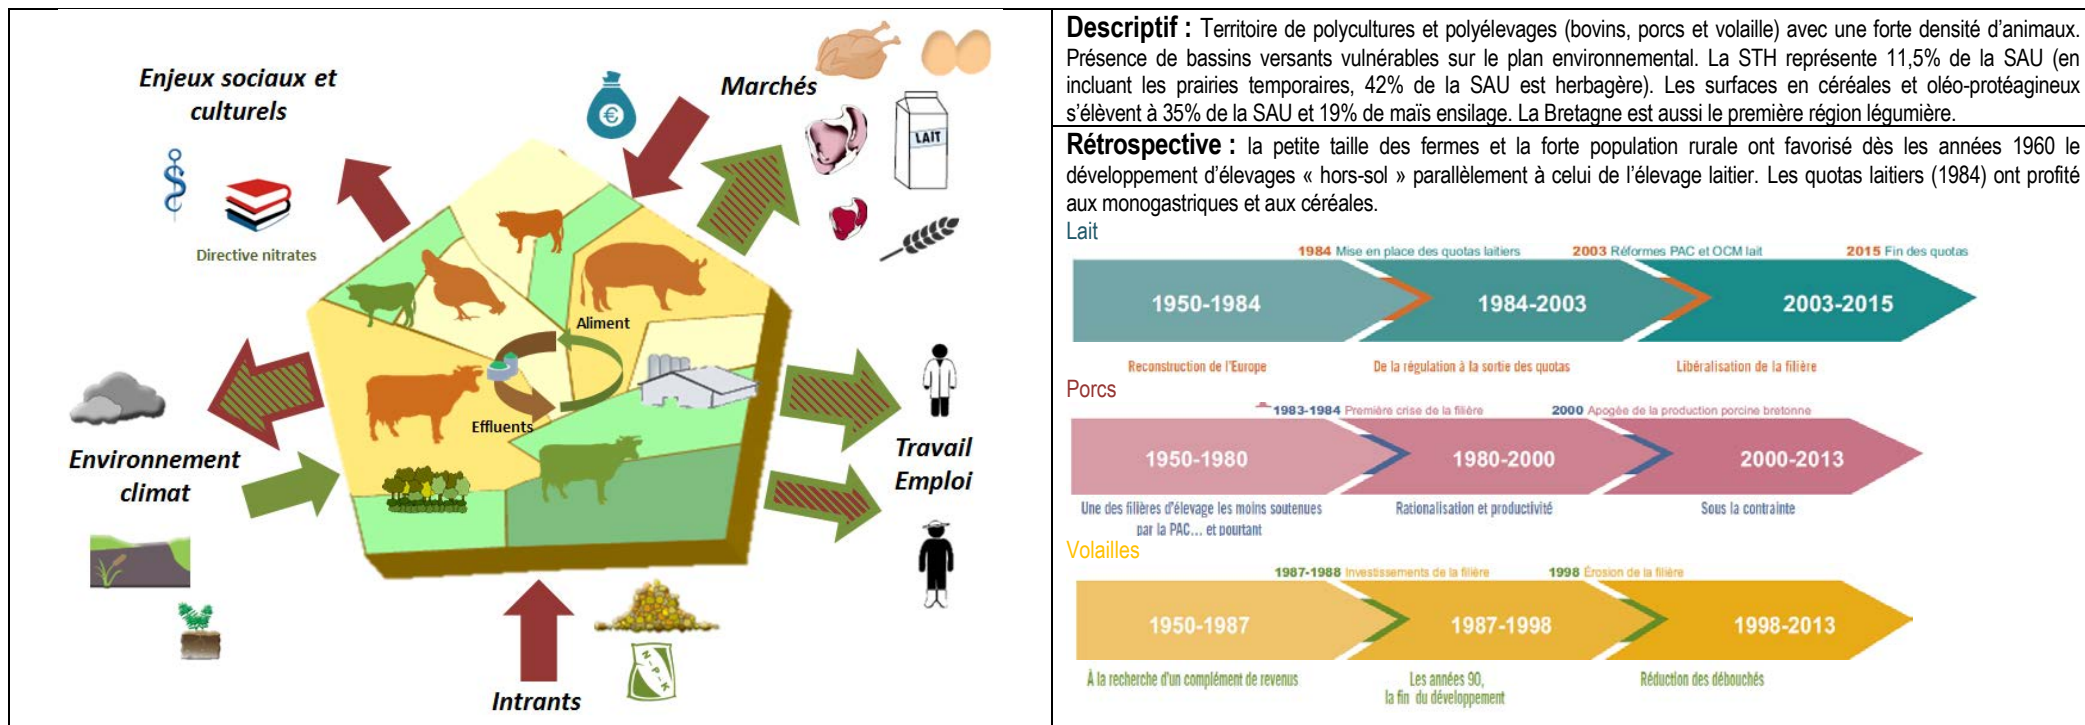 Enjeux sociaux et
culturels
Directive nitrates
Marchés
€
LAIT
Aliment
Effluents
Environnement
climat
Travail
Emploi
Intrants
N-P-K
Descriptif : Territoire de polycultures et polyélevages (bovins, porcs et volaille) avec une forte densité d’animaux.
Présence de bassins versants vulnérables sur le plan environnemental. La STH représente 11,5% de la SAU (en
incluant les prairies temporaires, 42% de la SAU est herbagère). Les surfaces en céréales et oléo-protéagineux
s’élèvent à 35% de la SAU et 19% de maïs ensilage. La Bretagne est aussi le première région légumière.
Rétrospective : la petite taille des fermes et la forte population rurale ont favorisé dès les années 1960 le
développement d’élevages « hors-sol » parallèlement à celui de l’élevage laitier. Les quotas laitiers (1984) ont profité
aux monogastriques et aux céréales.
Lait
1984 Mise en place des quotas laitiers
2003 Réformes PAC et OCM lait
2015 Fin des quotas
1950-1984
1984-2003
2003-2015
Reconstruction de l'Europe
De la régulation à la sortie des quotas
Libéralisation de la filière
Porcs
1983-1984 Première crise de la filière
2000 Apogée de la production porcine bretonne
1950-1980
1980-2000
2000-2013
Une des filières d'élevage les moins soutenues
par la PAC... et pourtant
Rationalisation et productivité
Sous la contrainte
Volailles
1987-1988 Investissements de la filière
1998 Érosion de la filière
1950-1987
1987-1998
1998-2013
À la recherche d'un complément de revenus
Les années 90,
la fin du développement
Réduction des débouchés